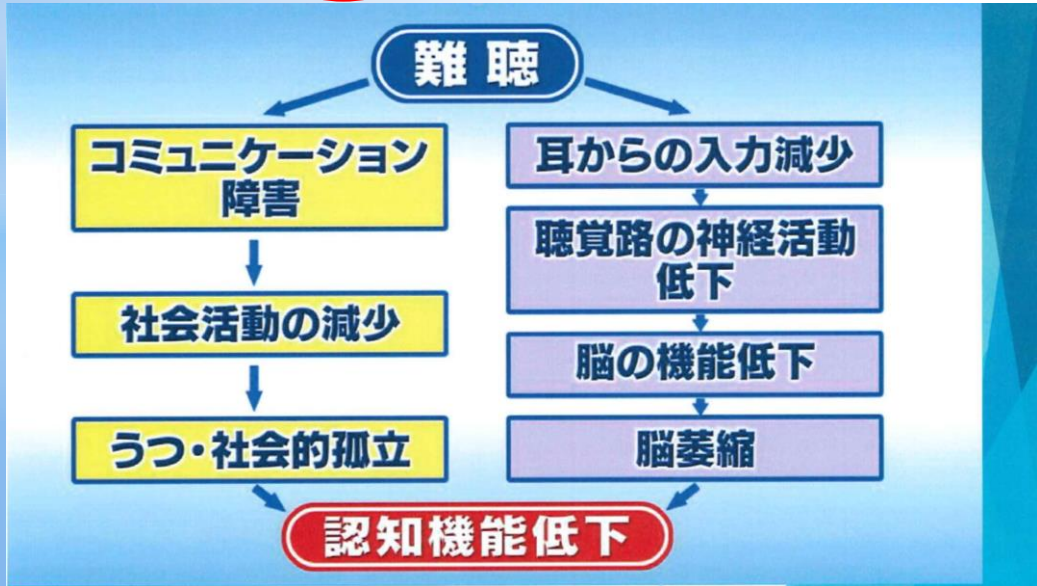 難聴
コミュニケーション
障害
社会活動の減少
うつ・社会的孤立
耳からの入力減少
聴覚路の神経活動
低下
脳の機能低下
脳萎縮
認知機能低下